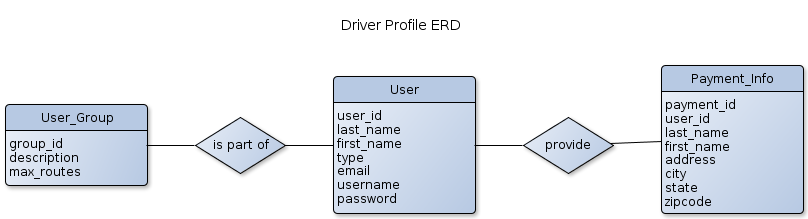 Driver Profile ERD
User_Group
group_id
description
max_routes
is part of
User
user_id
last_name
first_name
type
email
username
password
provide
Payment_Info
payment_id
user_id
last_name
first_name
address
city
state
zipcode